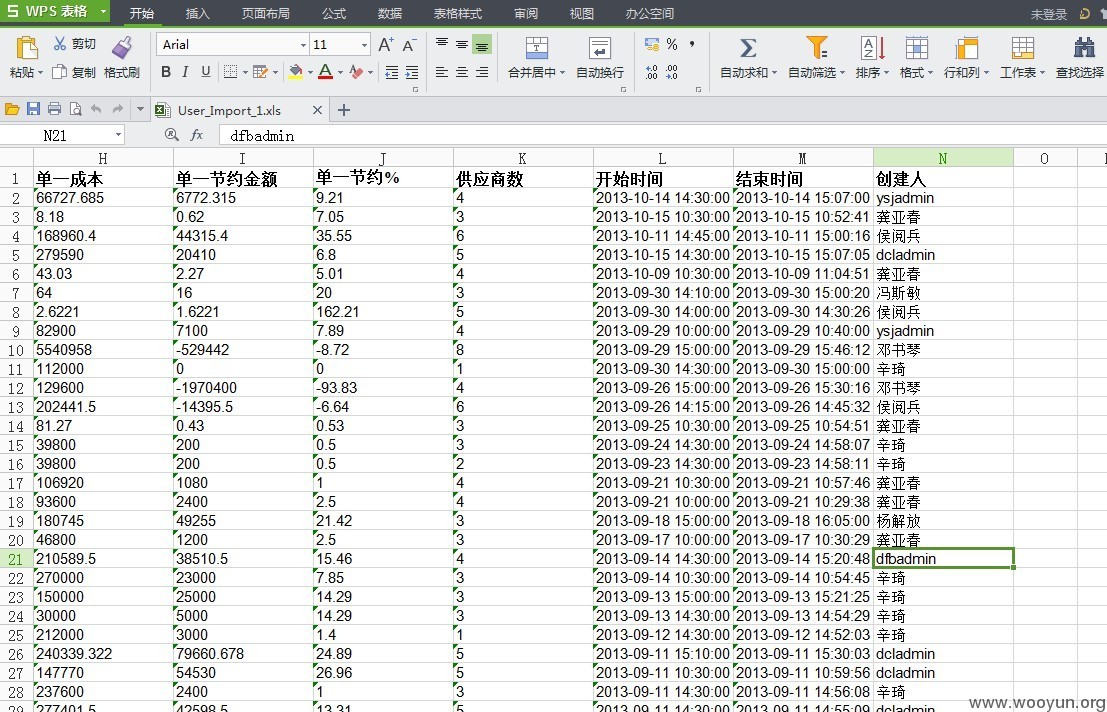 S WPS 表格 开始 插入 页面布局 公式 数据 表格样式 审阅 视图 办公空间 未登录
粘贴 剪切 复制 格式刷 Arial 11 B I U 合并居中 自动换行 % 自动求和 自动筛选 排序 格式 行和列 工作表 查找选择
User_Import_1.xls
N21 fx dfbadmin
H I J K L M N O
1 单一成本 单一节约金额 单一节约% 供应商数 开始时间 结束时间 创建人
2 66727.685 6772.315 9.21 4 2013-10-14 14:30:00 2013-10-14 15:07:00 ysjadmin
3 8.18 0.62 7.05 3 2013-10-15 10:30:00 2013-10-15 10:52:41 龚亚春
4 168960.4 44315.4 35.55 6 2013-10-11 14:45:00 2013-10-11 15:00:16 侯阅兵
5 279590 20410 6.8 5 2013-10-15 14:30:00 2013-10-15 15:07:05 dcladmin
6 43.03 2.27 5.01 4 2013-10-09 10:30:00 2013-10-09 11:04:51 龚亚春
7 64 16 20 3 2013-09-30 14:10:00 2013-09-30 15:00:20 冯斯敏
8 2.6221 1.6221 162.21 5 2013-09-30 14:00:00 2013-09-30 14:30:26 侯阅兵
9 82900 7100 7.89 4 2013-09-29 10:00:00 2013-09-29 10:40:00 ysjadmin
10 5540958 -529442 -8.72 8 2013-09-29 15:00:00 2013-09-29 15:46:12 邓书琴
11 112000 0 0 1 2013-09-30 14:30:00 2013-09-30 15:00:00 辛琦
12 129600 -1970400 -93.83 4 2013-09-26 15:00:00 2013-09-26 15:30:16 邓书琴
13 202441.5 -14395.5 -6.64 6 2013-09-26 14:15:00 2013-09-26 14:45:32 侯阅兵
14 81.27 0.43 0.53 3 2013-09-25 10:30:00 2013-09-25 10:54:51 龚亚春
15 39800 200 0.5 3 2013-09-24 14:30:00 2013-09-24 14:58:07 辛琦
16 39800 200 0.5 2 2013-09-23 14:30:00 2013-09-23 14:58:11 辛琦
17 106920 1080 1 4 2013-09-21 10:30:00 2013-09-21 10:57:46 龚亚春
18 93600 2400 2.5 4 2013-09-21 10:00:00 2013-09-21 10:29:38 龚亚春
19 180745 49255 21.42 3 2013-09-18 15:00:00 2013-09-18 16:05:00 杨解放
20 46800 1200 2.5 3 2013-09-17 10:00:00 2013-09-17 10:30:29 龚亚春
21 210589.5 38510.5 15.46 4 2013-09-14 14:30:00 2013-09-14 15:20:48 dfbadmin
22 270000 23000 7.85 3 2013-09-14 10:30:00 2013-09-14 10:54:45 辛琦
23 150000 25000 14.29 3 2013-09-13 15:00:00 2013-09-13 15:21:25 辛琦
24 30000 5000 14.29 3 2013-09-13 14:30:00 2013-09-13 14:54:29 辛琦
25 212000 3000 1.4 1 2013-09-12 14:30:00 2013-09-12 14:52:03 辛琦
26 240339.322 79660.678 24.89 5 2013-09-11 15:10:00 2013-09-11 15:30:03 dcladmin
27 147770 54530 26.96 5 2013-09-11 10:30:00 2013-09-11 10:59:56 dcladmin
28 237600 2400 1 3 2013-09-11 14:30:00 2013-09-11 14:56:08 辛琦
29 277401.5 42598.5 13.31 5 2013-09-11 14:30:00 2013-09-11 14:55:09 dcladmin
www.wooyun.org